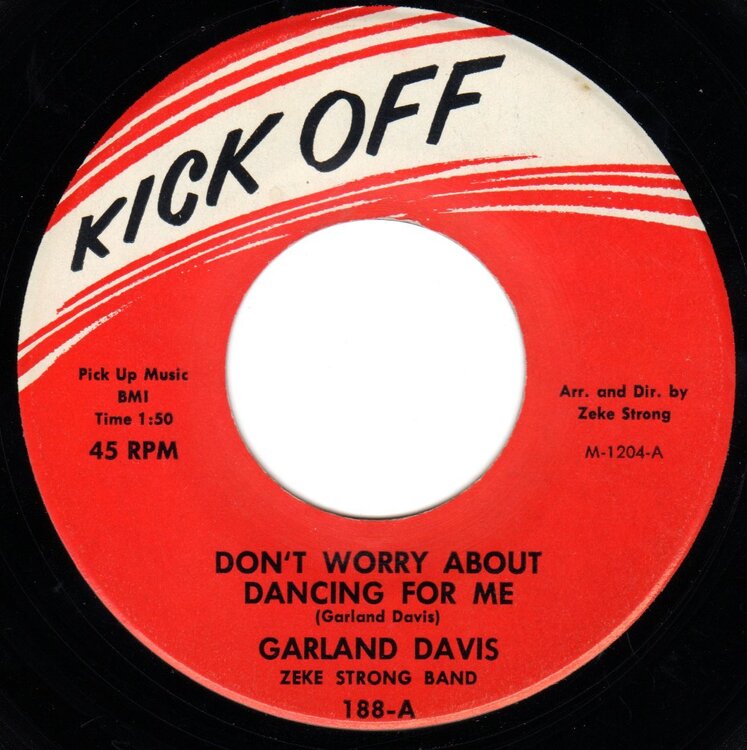 KICK OFF
Pick Up Music
BMI
Time 1:50
45 RPM
Arr. and Dir. by
Zeke Strong
M-1204-A
DON'T WORRY ABOUT
DANCING FOR ME
(Garland Davis)
GARLAND DAVIS
ZEKE STRONG BAND
188-A